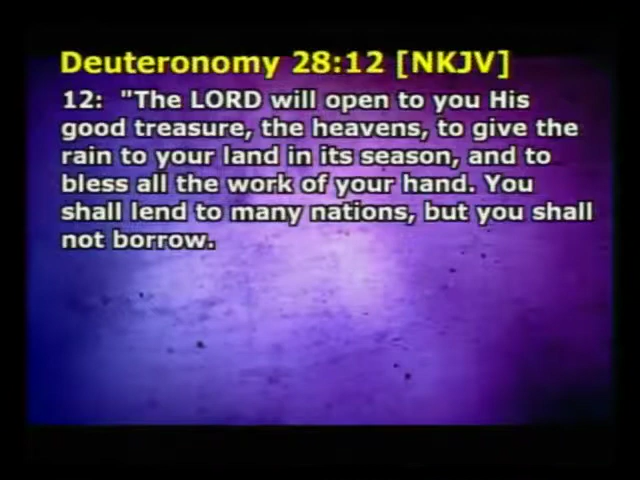 Deuteronomy 28:12 [NKJV]
12:  "The LORD will open to you His
good treasure, the heavens, to give the
rain to your land in its season, and to
bless all the work of your hand. You
shall lend to many nations, but you shall
not borrow.